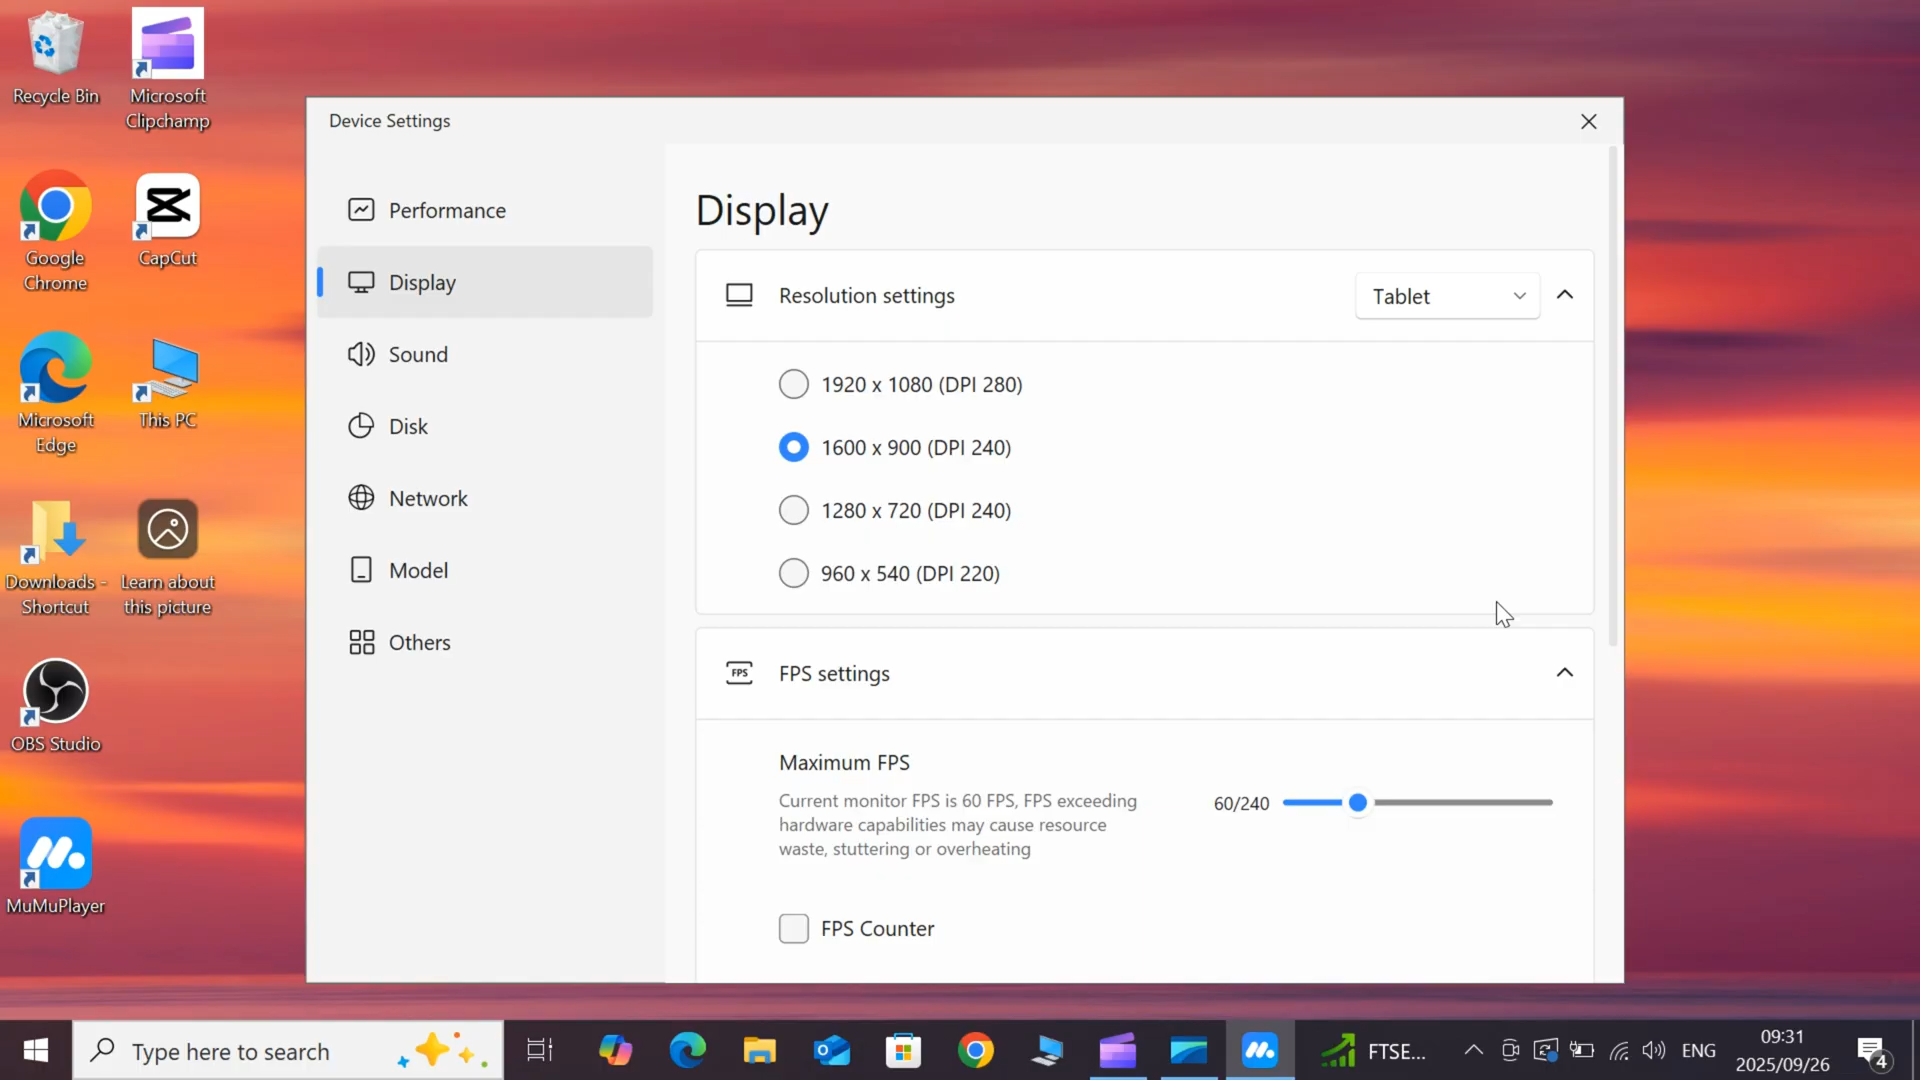 Recycle Bin
Microsoft
Clipchamp
Google
Chrome
CapCut
Microsoft
Edge
This PC
Downloads -
Shortcut
Learn about
this picture
OBS Studio
MuMuPlayer
Device Settings
Performance
Display
Sound
Disk
Network
Model
Others
Display
Resolution settings
Tablet
1920 x 1080 (DPI 280)
1600 x 900 (DPI 240)
1280 x 720 (DPI 240)
960 x 540 (DPI 220)
FPS
FPS settings
Maximum FPS
Current monitor FPS is 60 FPS, FPS exceeding
hardware capabilities may cause resource
waste, stuttering or overheating
60/240
FPS Counter
Type here to search
FTSE...
ENG
09:31
2025/09/26
4